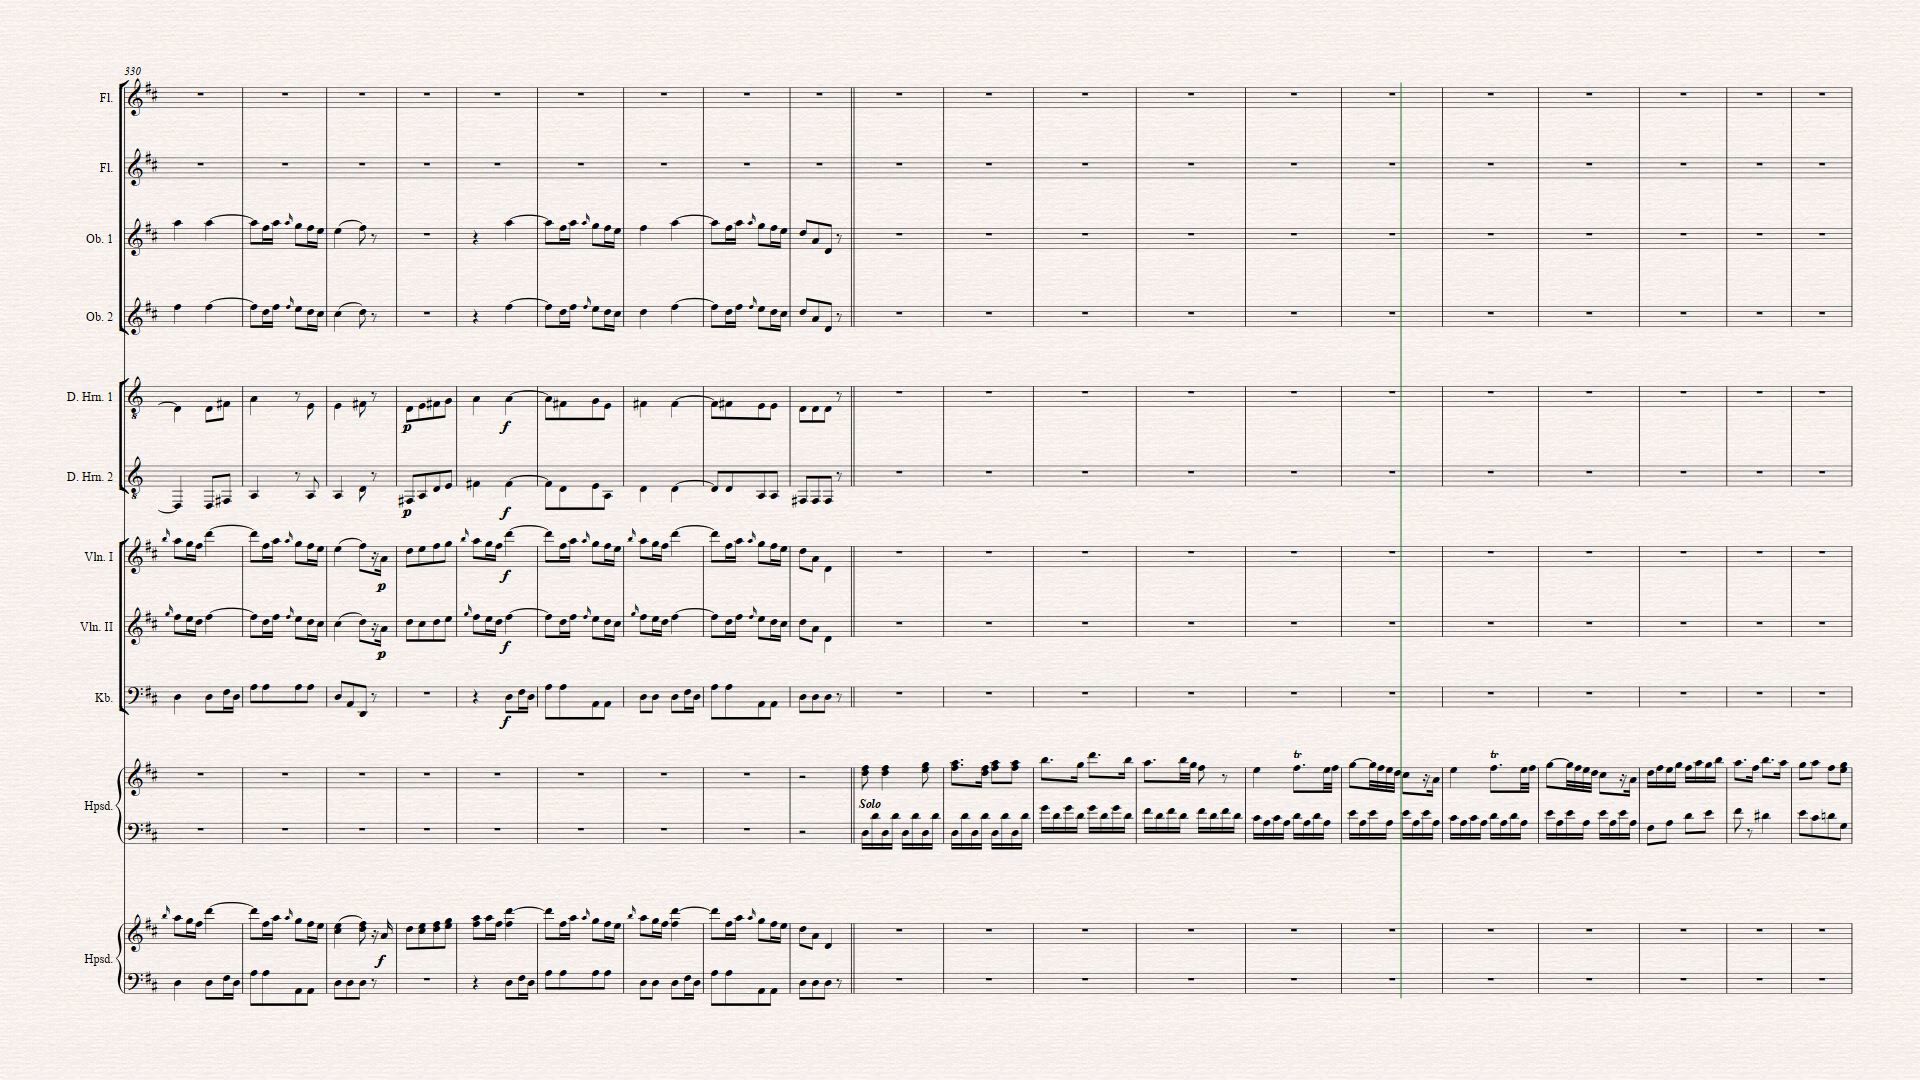 330
Fl.
Fl.
Ob. 1
Ob. 2
D. Hrn. 1
p f
D. Hrn. 2
p f
Vln. I
p f
Vln. II
p f
Kb.
f
tr tr
Hpsd.
Solo
Hpsd.
f